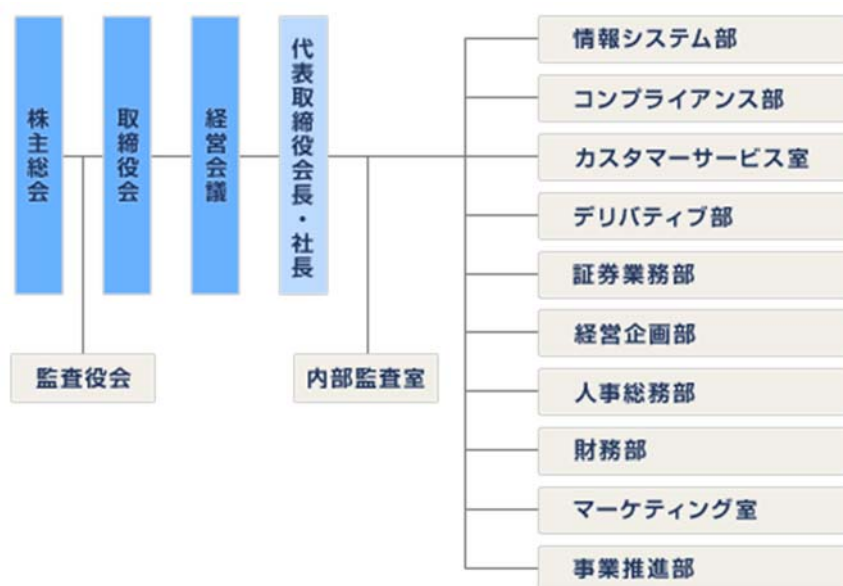 株主総会
取締役会
経営会議
代表取締役会長・社長
監査役会
内部監査室
情報システム部
コンプライアンス部
カスタマーサービス室
デリバティブ部
証券業務部
経営企画部
人事総務部
財務部
マーケティング室
事業推進部